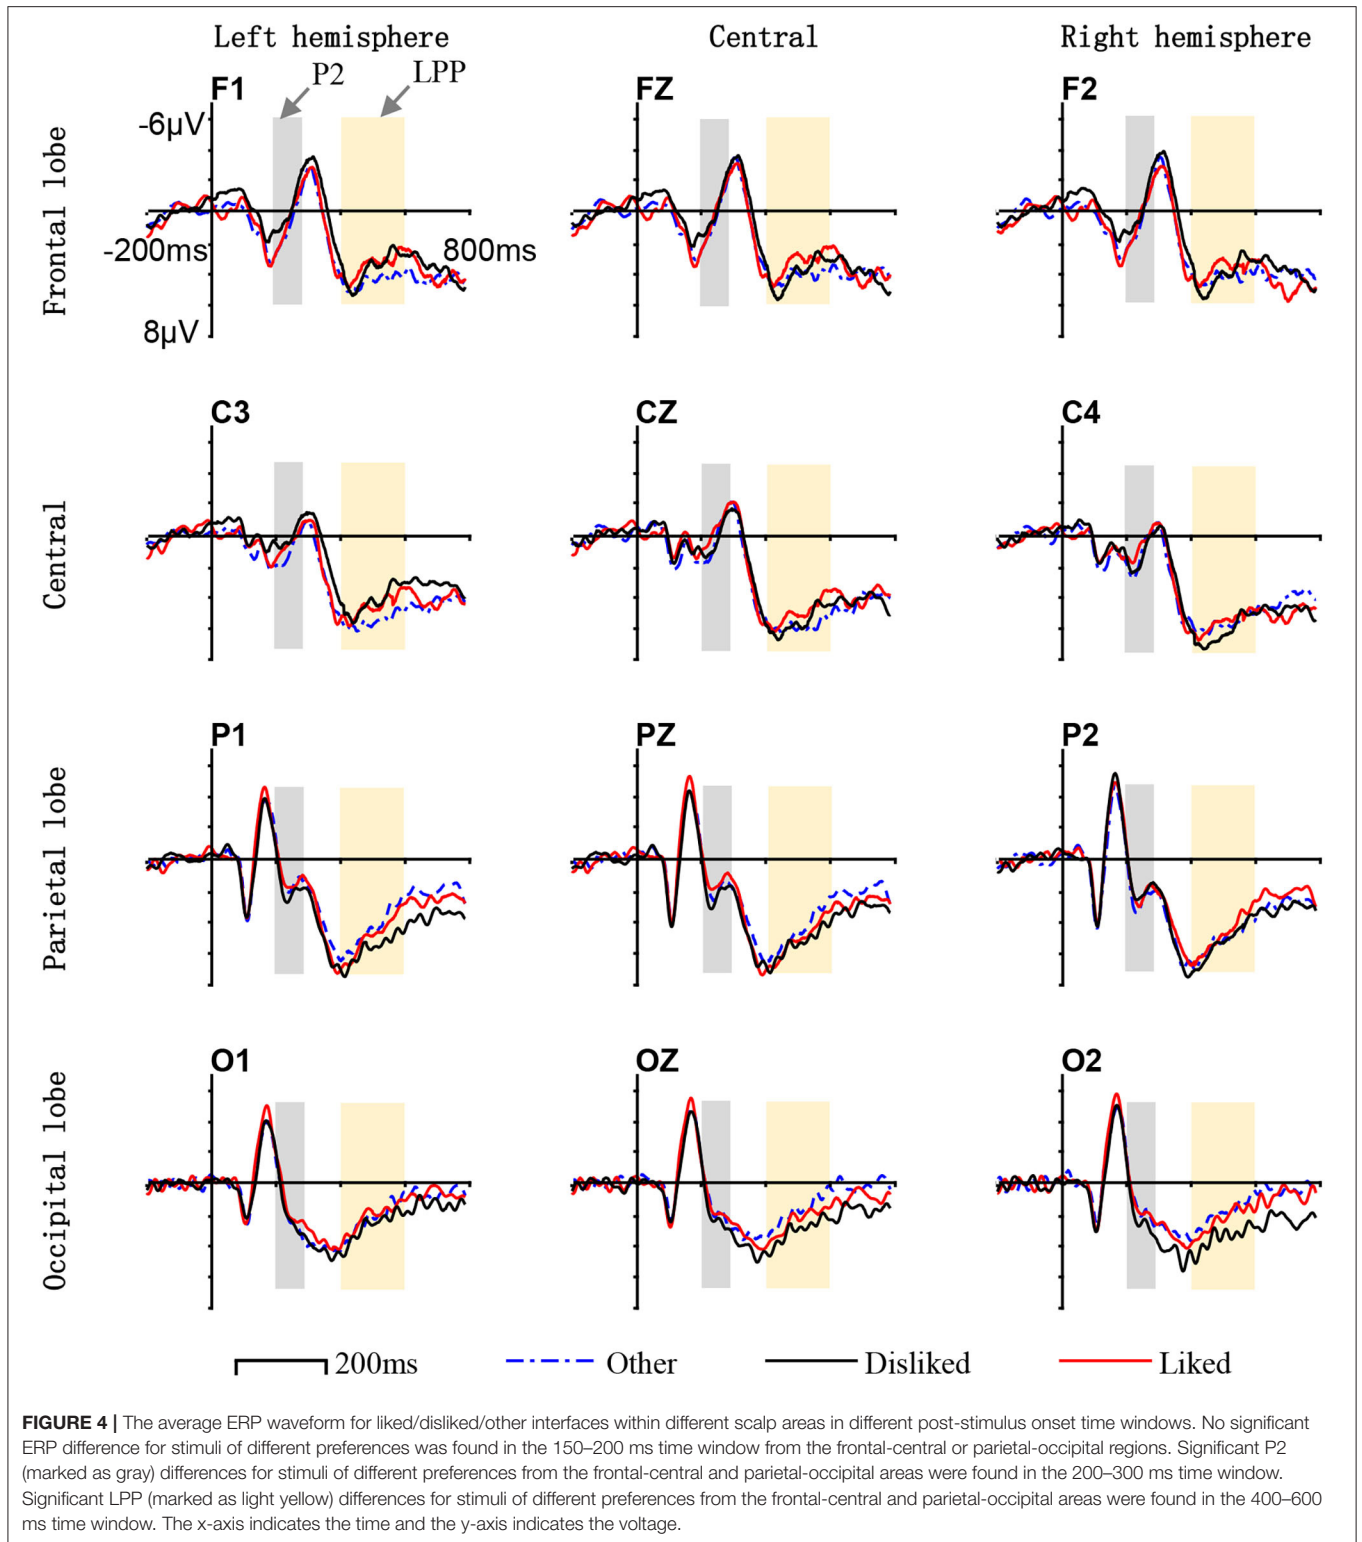 Left hemisphere
Central
Right hemisphere
P2
LPP
F1
FZ
F2
-6µV
-200ms
800ms
8µV
Frontal lobe
C3
CZ
C4
Central
P1
PZ
P2
Parietal lobe
O1
OZ
O2
Occipital lobe
200ms
Other
Disliked
Liked
FIGURE 4 | The average ERP waveform for liked/disliked/other interfaces within different scalp areas in different post-stimulus onset time windows. No significant
ERP difference for stimuli of different preferences was found in the 150–200 ms time window from the frontal-central or parietal-occipital regions. Significant P2
(marked as gray) differences for stimuli of different preferences from the frontal-central and parietal-occipital areas were found in the 200–300 ms time window.
Significant LPP (marked as light yellow) differences for stimuli of different preferences from the frontal-central and parietal-occipital areas were found in the 400–600
ms time window. The x-axis indicates the time and the y-axis indicates the voltage.